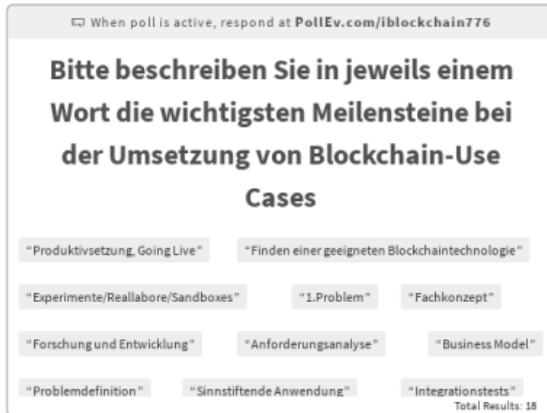 When poll is active, respond at PollEv.com/iblockchain776
Bitte beschreiben Sie in jeweils einem
Wort die wichtigsten Meilensteine bei
der Umsetzung von Blockchain-Use
Cases
"Produktivsetzung, Going Live" "Finden einer geeigneten Blockchaintechnologie"
"Experimente/Reallabore/Sandboxes" "1.Problem" "Fachkonzept"
"Forschung und Entwicklung" "Anforderungsanalyse" "Business Model"
"Problemdefinition" "Sinnstiftende Anwendung" "Integrationstests"
Total Results: 18